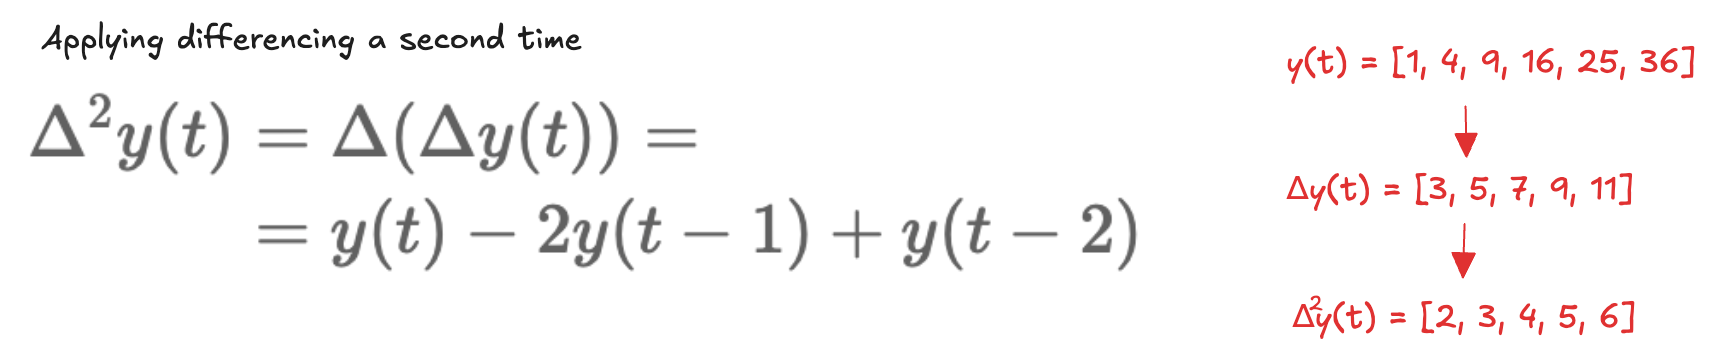 Applying differencing a second time
Δ²y(t) = Δ(Δy(t)) =
= y(t) − 2y(t − 1) + y(t − 2)
y(t) = [1, 4, 9, 16, 25, 36]
Δy(t) = [3, 5, 7, 9, 11]
Δ²y(t) = [2, 3, 4, 5, 6]